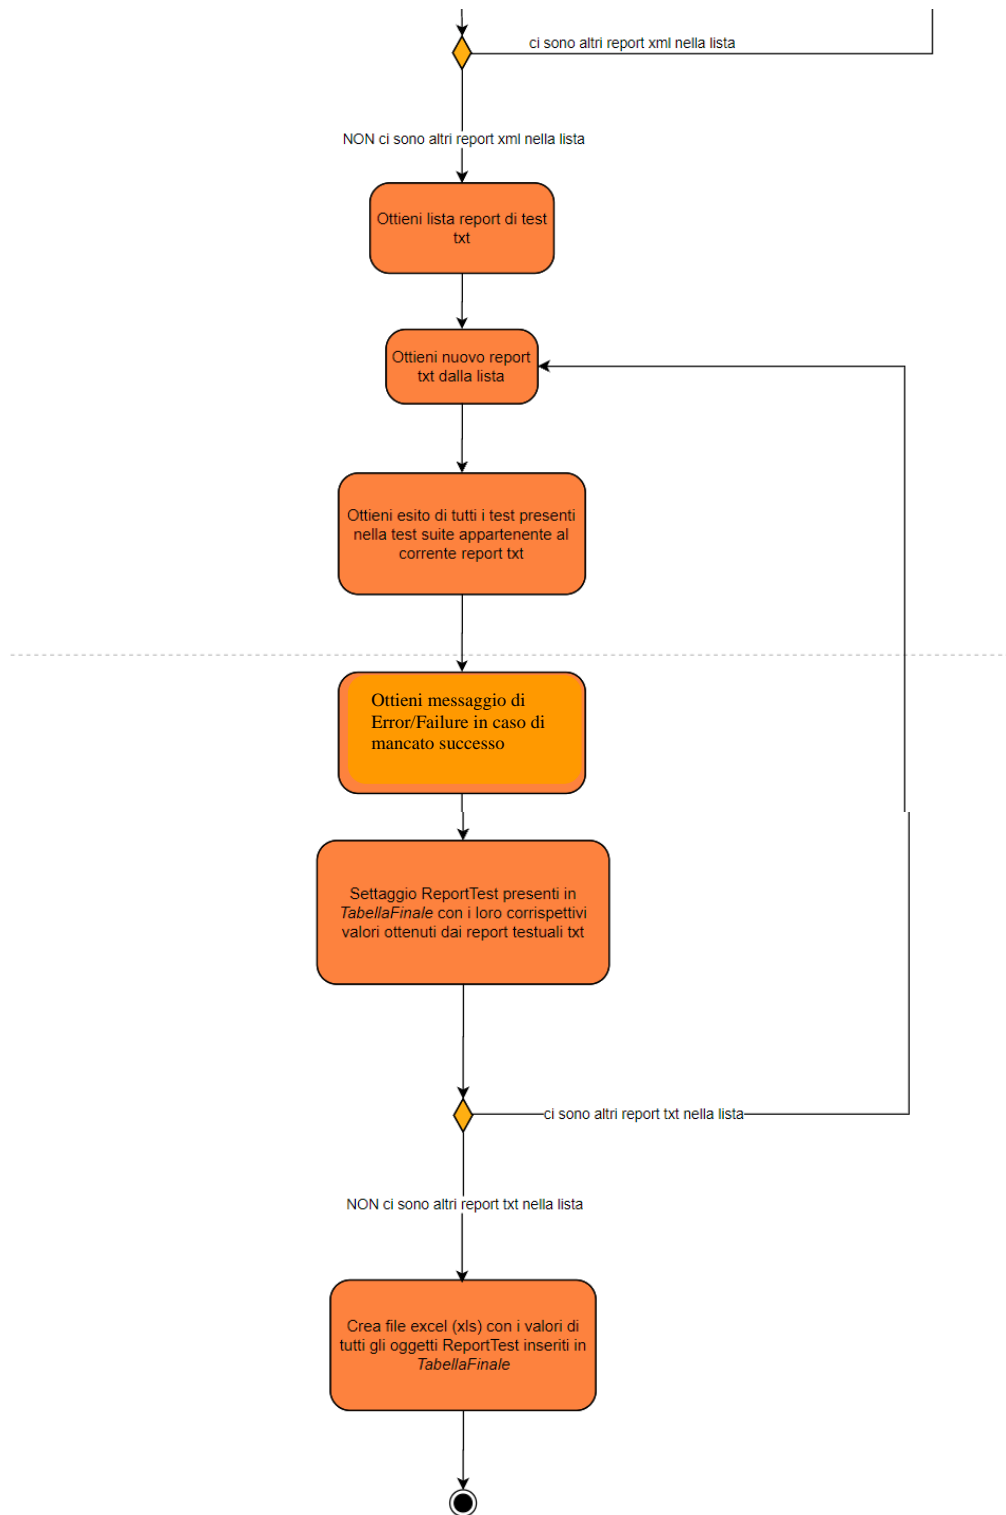 ci sono altri report xml nella lista
NON ci sono altri report xml nella lista
Ottieni lista report di test
txt
Ottieni nuovo report
txt dalla lista
Ottieni esito di tutti i test presenti
nella test suite appartenente al
corrente report txt
Ottieni messaggio di
Error/Failure in caso di
mancato successo
Settaggio ReportTest presenti in
TabellaFinale con i loro corrispettivi
valori ottenuti dai report testuali txt
ci sono altri report txt nella lista
NON ci sono altri report txt nella lista
Crea file excel (xls) con i valori di
tutti gli oggetti ReportTest inseriti in
TabellaFinale